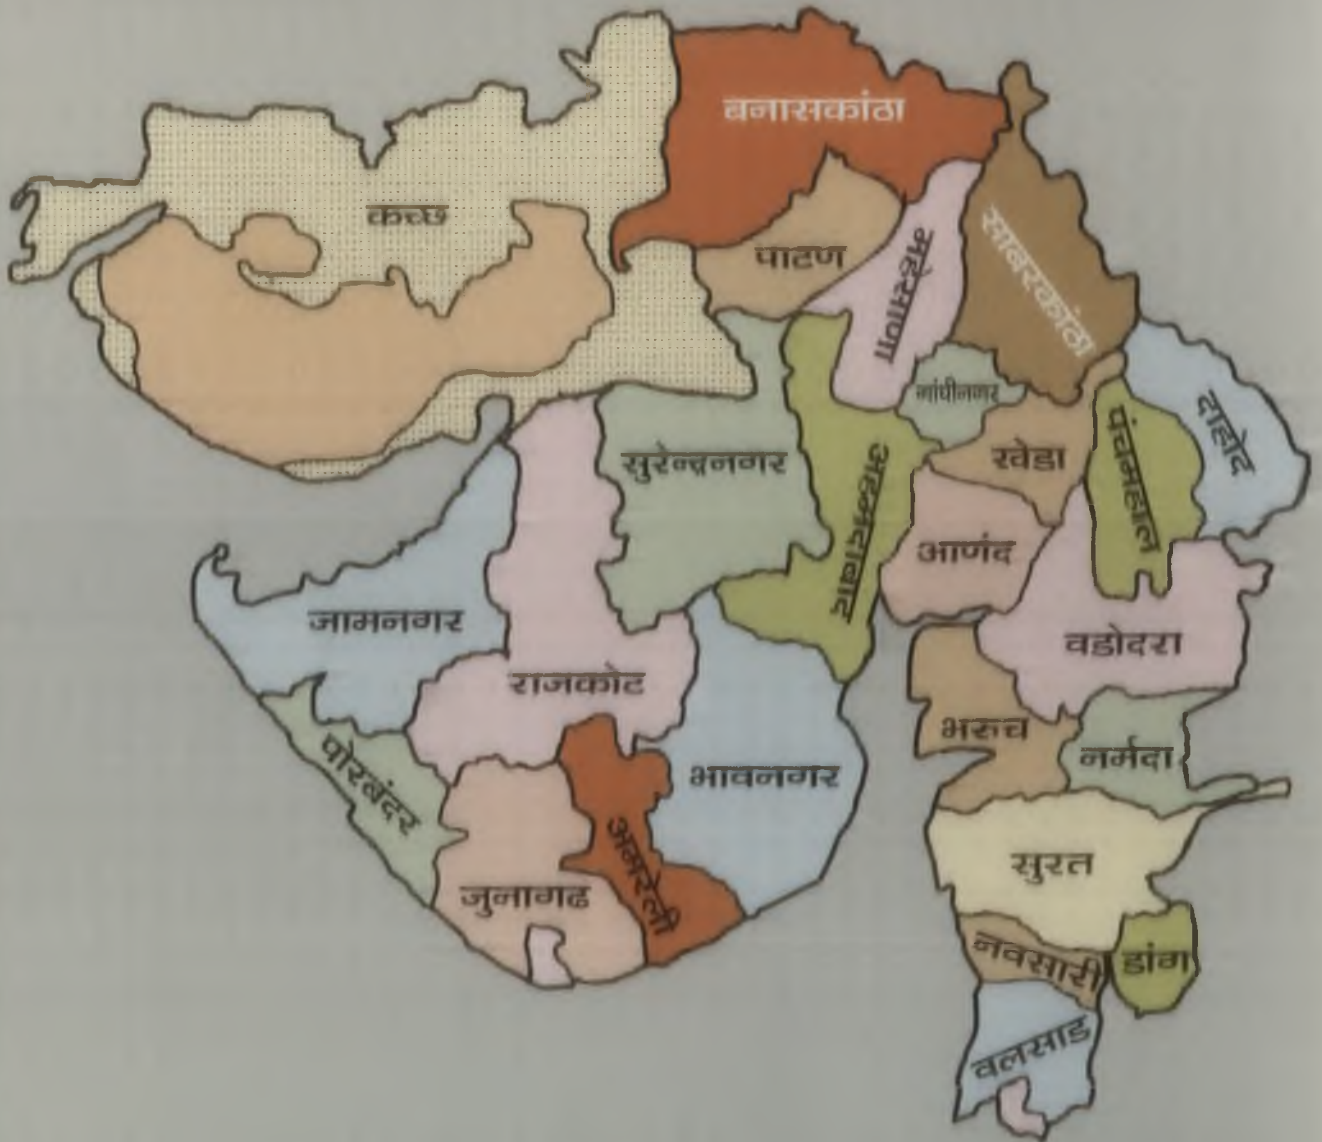 बनासकांठा
कच्छ
पाटण
महेसाणा
साबरकांठा
गांधीनगर
दाहोद
सुरेन्द्रनगर
अहमदाबाद
खेडा
पंचमहाल
आणंद
जामनगर
वडोदरा
राजकोट
भरुच
नर्मदा
पोरबंदर
भावनगर
अमरेली
सुरत
जुनागढ
नवसारी
डांग
वलसाड